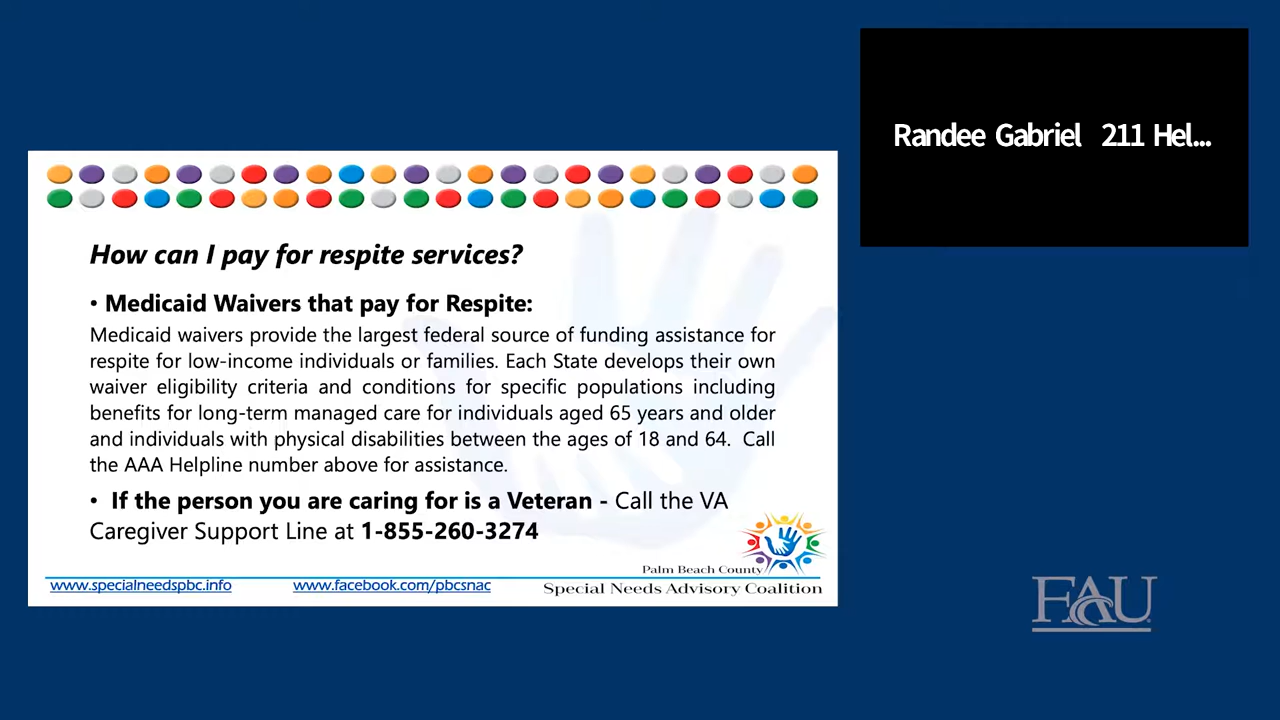 Randee Gabriel 211 Hel...
How can I pay for respite services?
• Medicaid Waivers that pay for Respite:
Medicaid waivers provide the largest federal source of funding assistance for
respite for low-income individuals or families. Each State develops their own
waiver eligibility criteria and conditions for specific populations including
benefits for long-term managed care for individuals aged 65 years and older
and individuals with physical disabilities between the ages of 18 and 64. Call
the AAA Helpline number above for assistance.
• If the person you are caring for is a Veteran - Call the VA
Caregiver Support Line at 1-855-260-3274
Palm Beach County
www.specialneedspbc.info
www.facebook.com/pbcsnac
Special Needs Advisory Coalition
FAU